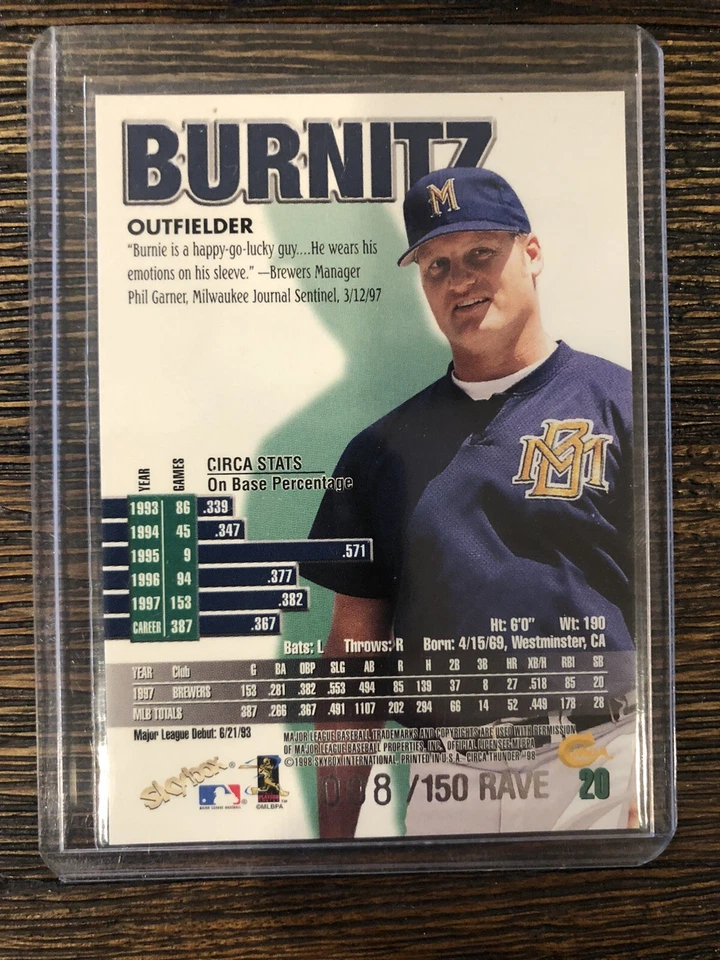 BURNITZ
OUTFIELDER
"Burnie is a happy-go-lucky guy....He wears his
emotions on his sleeve." —Brewers Manager
Phil Garner, Milwaukee Journal Sentinel, 3/12/97
M
BM
CIRCA STATS
On Base Percentage
YEAR GAMES
1993 86 .339
1994 45 .347
1995 9 .571
1996 94 .377
1997 153 .382
CAREER 387 .367
Ht: 6'0" Wt: 190
Bats: L Throws: R Born: 4/15/69, Westminster, CA
YEAR Club G BA OBP SLG AB R H 2B 3B HR XB/H RBI SB
1997 BREWERS 153 .281 .382 .553 494 85 139 37 8 27 .518 85 20
MLB TOTALS 387 .266 .367 .491 1107 202 294 66 14 52 .449 178 28
Major League Debut: 6/21/93
MAJOR LEAGUE BASEBALL TRADEMARKS AND COPYRIGHTS ARE USED WITH PERMISSION
OF MAJOR LEAGUE BASEBALL PROPERTIES, INC. OFFICIAL LICENSEE-MLBPA
©1998 SKYBOX INTERNATIONAL. PRINTED IN U.S.A. CIRCA THUNDER '98
SkyBox®
©MLBPA
098/150 RAVE
20